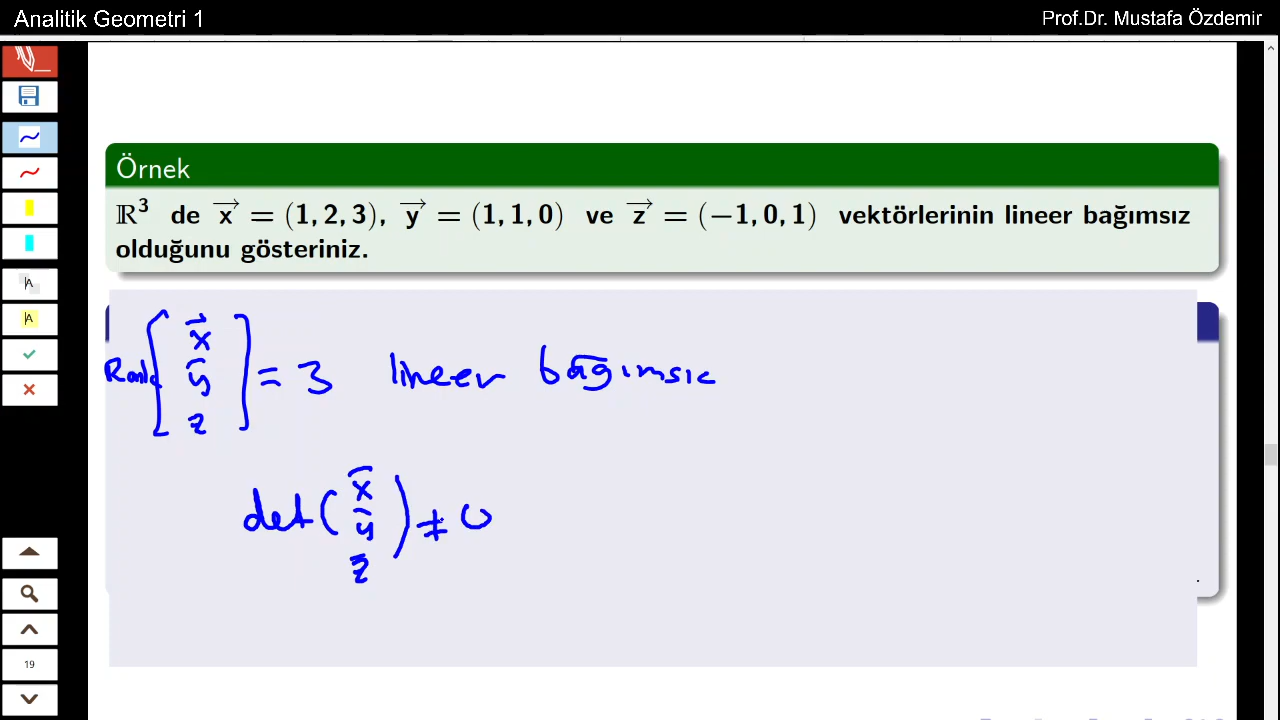 Analitik Geometri 1
Prof.Dr. Mustafa Özdemir
Örnek
ℝ³ de x⃗ = (1, 2, 3), y⃗ = (1, 1, 0) ve z⃗ = (−1, 0, 1) vektörlerinin lineer bağımsız
olduğunu gösteriniz.
Rank [ x⃗ y⃗ z ] = 3 lineer bağımsız
det ( x⃗ y⃗ z⃗ ) ≠ 0
19